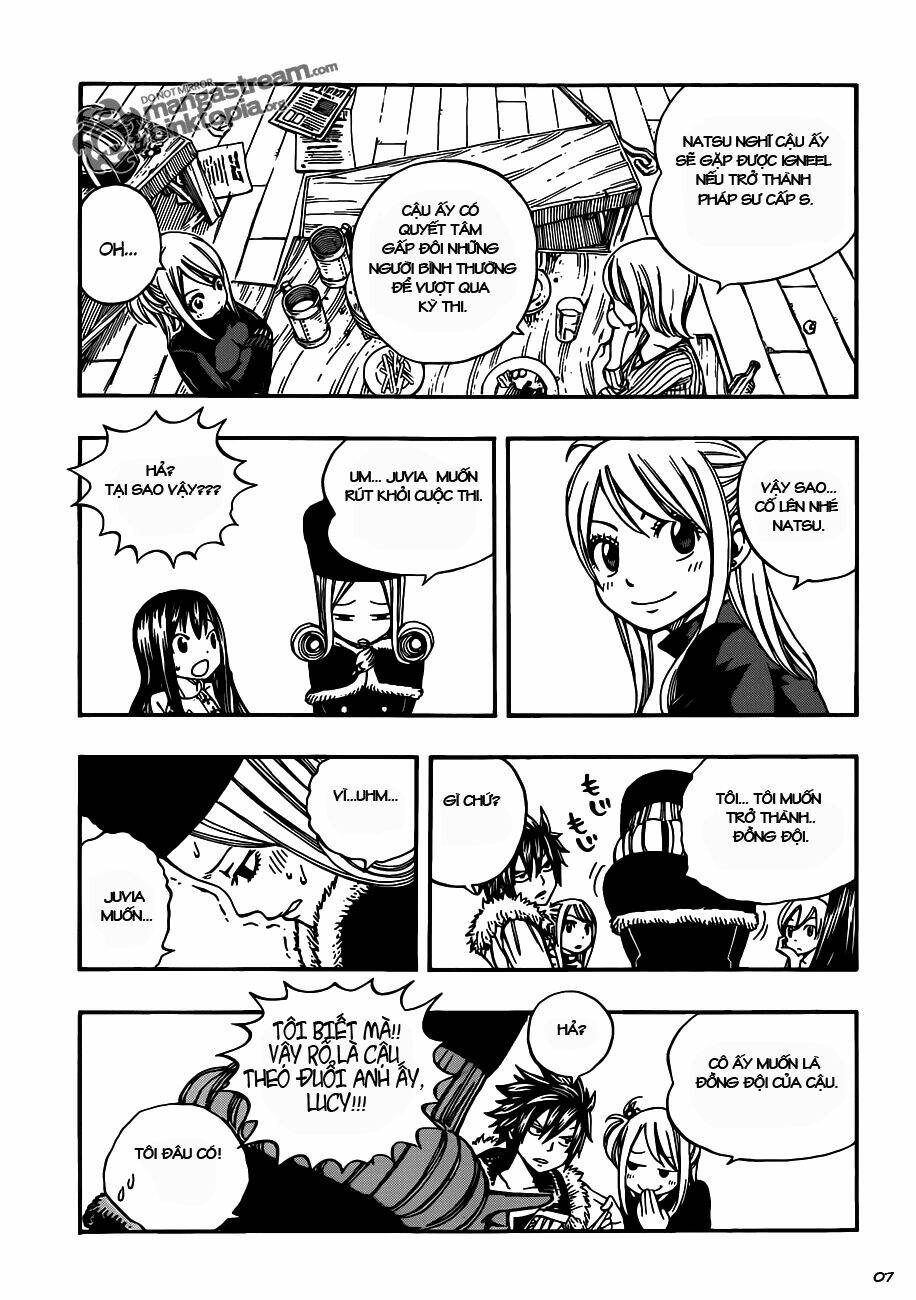 DO NOT MIRROR
mangastream.com
inktopia.org
NATSU NGHĨ CẬU ẤY
SẼ GẶP ĐƯỢC IGNEEL
NẾU TRỞ THÀNH
PHÁP SƯ CẤP S.
CẬU ẤY CÓ
QUYẾT TÂM
GẤP ĐÔI NHỮNG
NGƯỜI BÌNH THƯỜNG
ĐỂ VƯỢT QUA
KỲ THI.
OH...
HẢ?
TẠI SAO VẬY???
UM... JUVIA MUỐN
RÚT KHỎI CUỘC THI.
VẬY SAO...
CỐ LÊN NHÉ
NATSU.
VÌ...UHM...
JUVIA
MUỐN...
GÌ CHỨ?
もじ
もじ
TÔI... TÔI MUỐN
TRỞ THÀNH..
ĐỒNG ĐỘI.
TÔI BIẾT MÀ!!
VẬY RÕ LÀ CẬU
THEO ĐUỔI ANH ẤY,
LUCY!!!
TÔI ĐÂU CÓ!
HẢ?
CÔ ẤY MUỐN LÀ
ĐỒNG ĐỘI CỦA CẬU.
07